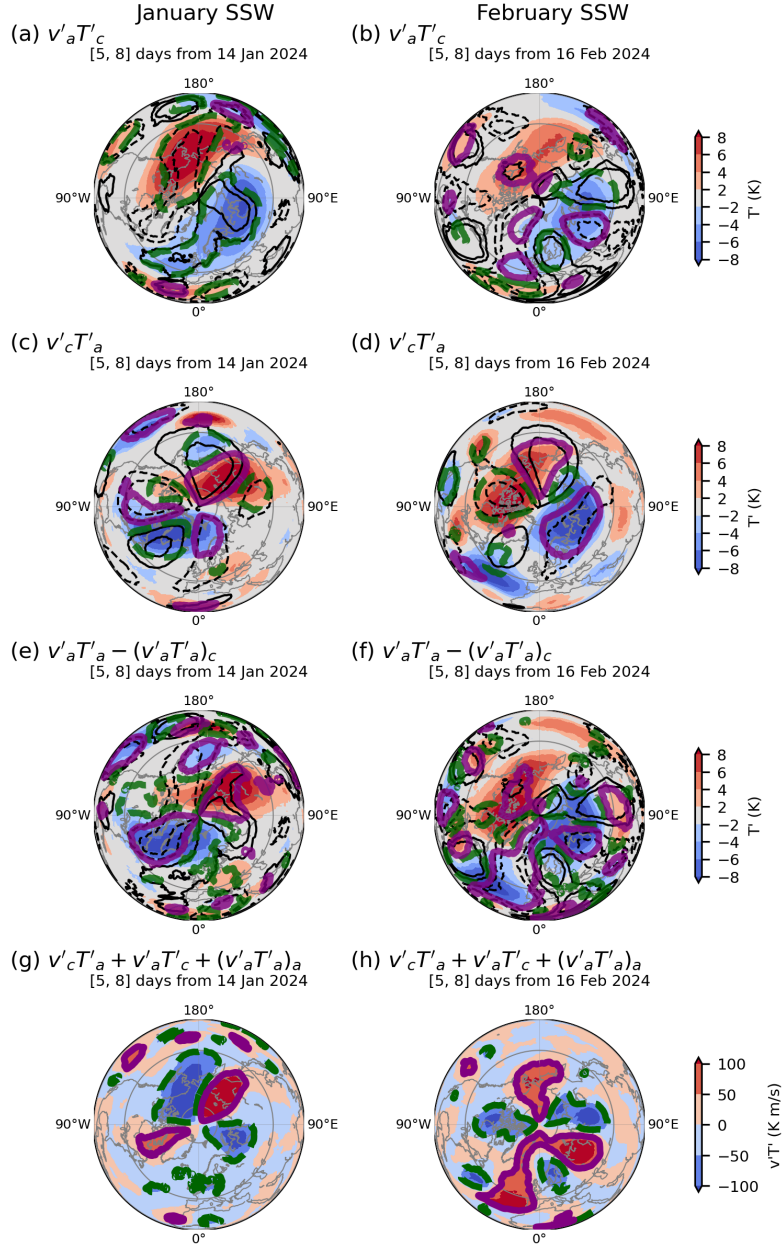 January SSW
February SSW
(a) v'ₐT'c
(b) v'ₐT'c
[5, 8] days from 14 Jan 2024
[5, 8] days from 16 Feb 2024
180°
180°
90°W
90°E
90°W
90°E
0°
0°
8
6
4
2
−2
−4
−6
−8
T' (K)
(c) v'cT'ₐ
(d) v'cT'ₐ
[5, 8] days from 14 Jan 2024
[5, 8] days from 16 Feb 2024
180°
180°
90°W
90°E
90°W
90°E
0°
0°
8
6
4
2
−2
−4
−6
−8
T' (K)
(e) v'ₐT'ₐ − (v'ₐT'ₐ)c
(f) v'ₐT'ₐ − (v'ₐT'ₐ)c
[5, 8] days from 14 Jan 2024
[5, 8] days from 16 Feb 2024
180°
180°
90°W
90°E
90°W
90°E
0°
0°
8
6
4
2
−2
−4
−6
−8
T' (K)
(g) v'cT'ₐ + v'ₐT'c + (v'ₐT'ₐ)ₐ
(h) v'cT'ₐ + v'ₐT'c + (v'ₐT'ₐ)ₐ
[5, 8] days from 14 Jan 2024
[5, 8] days from 16 Feb 2024
180°
180°
90°W
90°E
90°W
90°E
0°
0°
100
50
0
−50
−100
v'T' (K m/s)